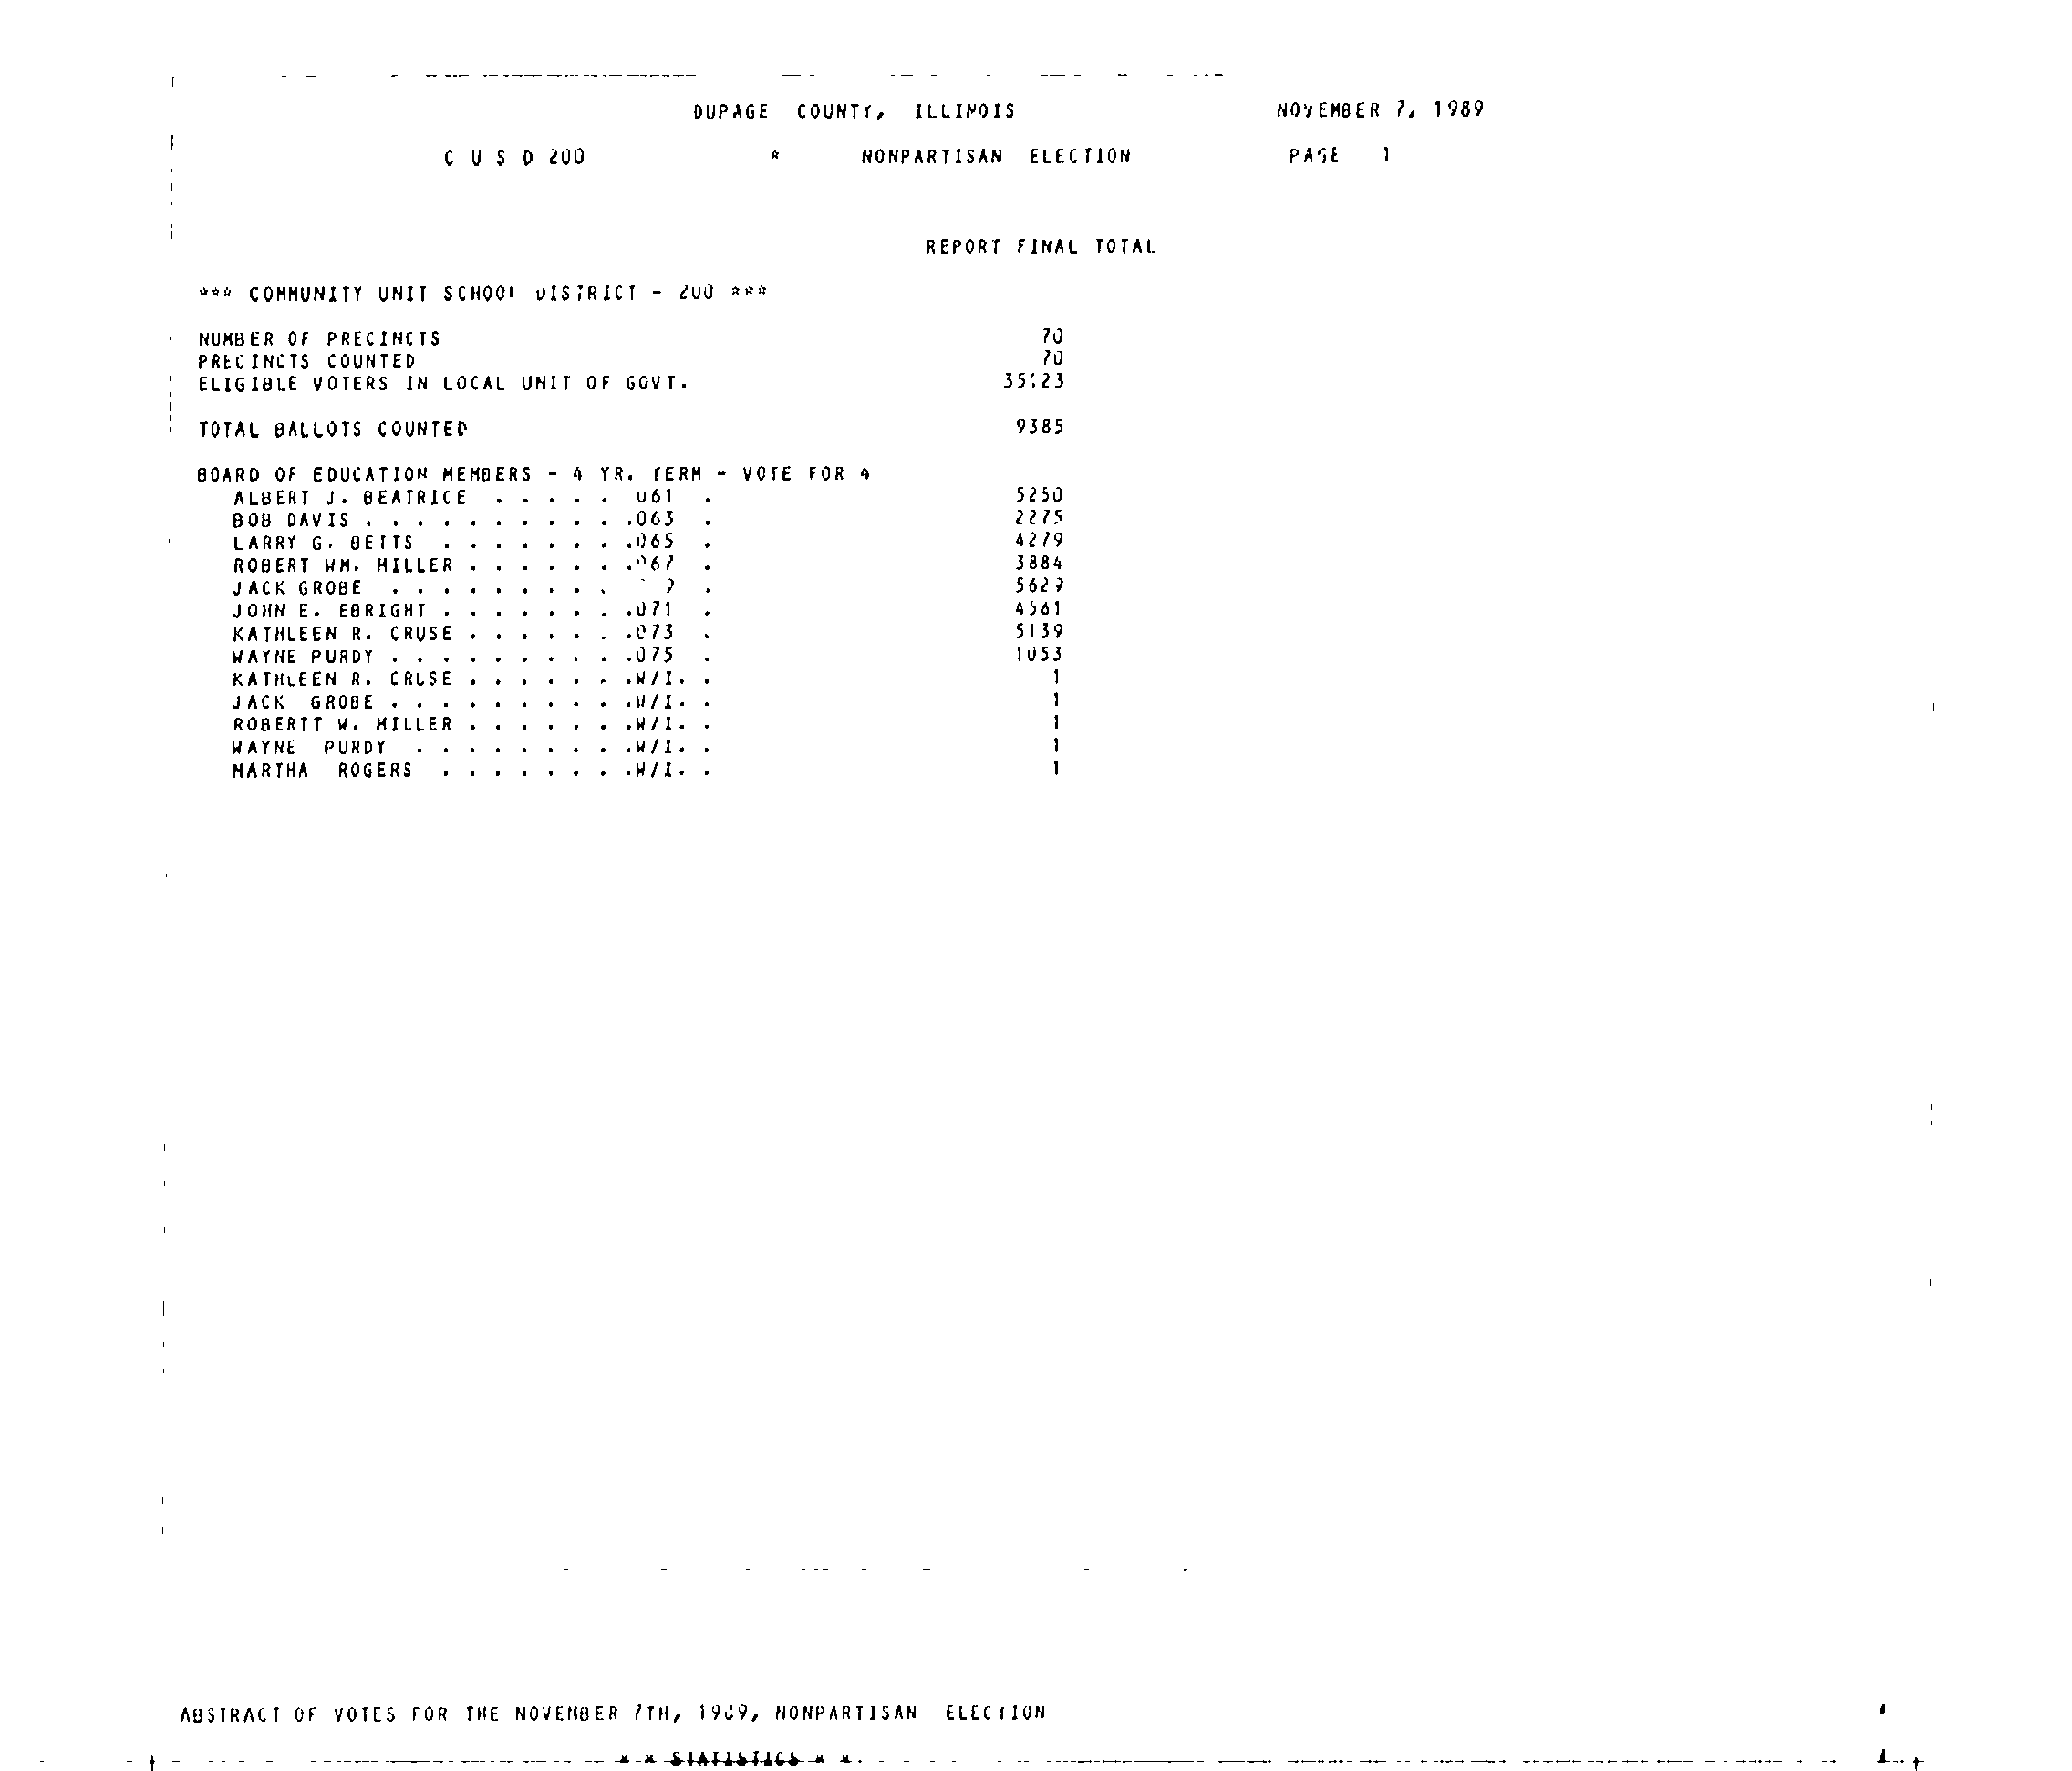 DUPAGE COUNTY, ILLINOIS NOVEMBER 7, 1989
C U S D 200 * NONPARTISAN ELECTION PAGE 1
REPORT FINAL TOTAL
*** COMMUNITY UNIT SCHOOL DISTRICT - 200 ***
NUMBER OF PRECINCTS 70
PRECINCTS COUNTED 70
ELIGIBLE VOTERS IN LOCAL UNIT OF GOVT.
TOTAL BALLOTS COUNTED 9385
BOARD OF EDUCATION MEMBERS - 4 YR. TERM - VOTE FOR 4
ALBERT J. BEATRICE . . . . . 061 . 5250
BOB DAVIS . . . . . . . . . . .063 . 2275
LARRY G. BETTS . . . . . . . .065 . 4279
ROBERT WM. MILLER . . . . . . .067 . 3884
JACK GROBE . . . . . . . . . .
JOHN E. EBRIGHT . . . . . . . .071 . 4561
KATHLEEN R. CRUSE . . . . . . .073 . 5139
WAYNE PURDY . . . . . . . . . .075 . 1053
KATHLEEN R. CRUSE . . . . . . .W/I. . 1
JACK GROBE . . . . . . . . . .W/I. . 1
ROBERTT W. MILLER . . . . . . .W/I. . 1
WAYNE PURDY . . . . . . . . .W/I. . 1
MARTHA ROGERS . . . . . . . .W/I. . 1
ABSTRACT OF VOTES FOR THE NOVEMBER 7TH, 1989, NONPARTISAN ELECTION
* * STATISTICS * *